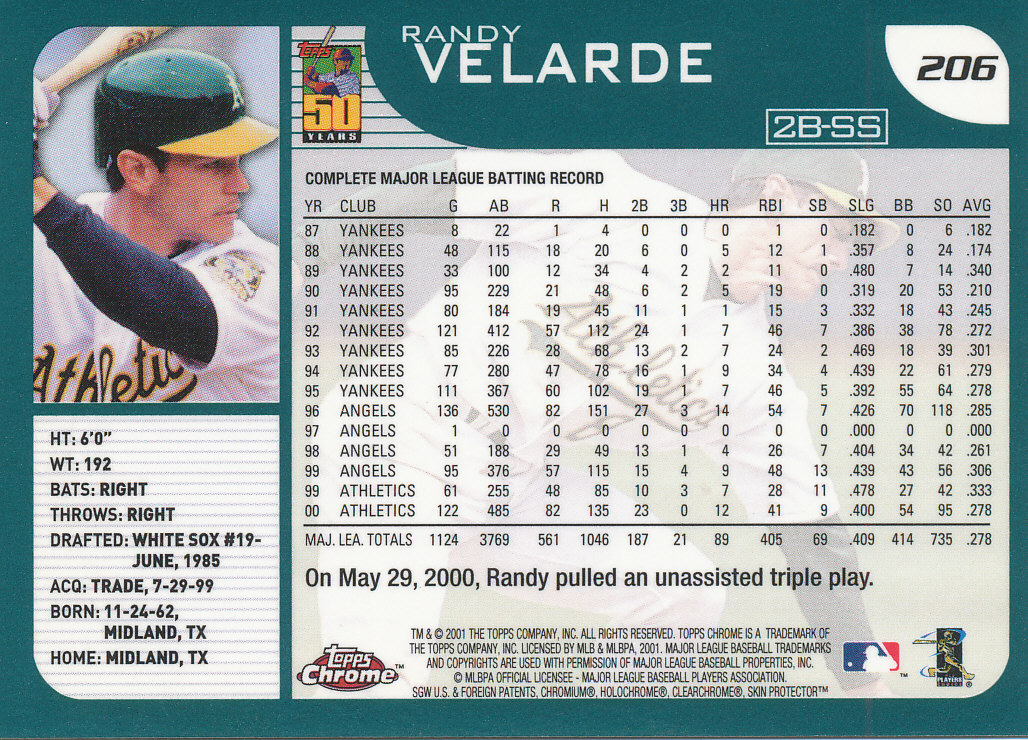 RANDY
VELARDE
206
2B-SS
Topps
50
YEARS
A
Athletics
HT: 6'0"
WT: 192
BATS: RIGHT
THROWS: RIGHT
DRAFTED: WHITE SOX #19-
JUNE, 1985
ACQ: TRADE, 7-29-99
BORN: 11-24-62,
MIDLAND, TX
HOME: MIDLAND, TX
COMPLETE MAJOR LEAGUE BATTING RECORD
YR CLUB G AB R H 2B 3B HR RBI SB SLG BB SO AVG
87 YANKEES 8 22 1 4 0 0 0 1 0 .182 0 6 .182
88 YANKEES 48 115 18 20 6 0 5 12 1 .357 8 24 .174
89 YANKEES 33 100 12 34 4 2 2 11 0 .480 7 14 .340
90 YANKEES 95 229 21 48 6 2 5 19 0 .319 20 53 .210
91 YANKEES 80 184 19 45 11 1 1 15 3 .332 18 43 .245
92 YANKEES 121 412 57 112 24 1 7 46 7 .386 38 78 .272
93 YANKEES 85 226 28 68 13 2 7 24 2 .469 18 39 .301
94 YANKEES 77 280 47 78 16 1 9 34 4 .439 22 61 .279
95 YANKEES 111 367 60 102 19 1 7 46 5 .392 55 64 .278
96 ANGELS 136 530 82 151 27 3 14 54 7 .426 70 118 .285
97 ANGELS 1 0 0 0 0 0 0 0 0 .000 0 0 .000
98 ANGELS 51 188 29 49 13 1 4 26 7 .404 34 42 .261
99 ANGELS 95 376 57 115 15 4 9 48 13 .439 43 56 .306
99 ATHLETICS 61 255 48 85 10 3 7 28 11 .478 27 42 .333
00 ATHLETICS 122 485 82 135 23 0 12 41 9 .400 54 95 .278
MAJ. LEA. TOTALS 1124 3769 561 1046 187 21 89 405 69 .409 414 735 .278
Athletics
On May 29, 2000, Randy pulled an unassisted triple play.
Topps
Chrome™
TM & © 2001 THE TOPPS COMPANY, INC. ALL RIGHTS RESERVED. TOPPS CHROME IS A TRADEMARK OF
THE TOPPS COMPANY, INC. LICENSED BY MLB & MLBPA, 2001. MAJOR LEAGUE BASEBALL TRADEMARKS
AND COPYRIGHTS ARE USED WITH PERMISSION OF MAJOR LEAGUE BASEBALL PROPERTIES, INC.
© MLBPA OFFICIAL LICENSEE - MAJOR LEAGUE BASEBALL PLAYERS ASSOCIATION.
SGW U.S. & FOREIGN PATENTS, CHROMIUM®, HOLOCHROME®, CLEARCHROME®, SKIN PROTECTOR™
™
PLAYERS
CHOICE
®